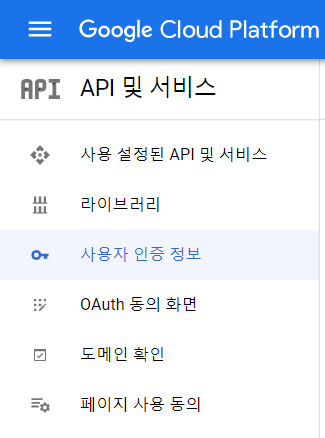 Google Cloud Platform
API API 및 서비스
사용 설정된 API 및 서비스
라이브러리
사용자 인증 정보
OAuth 동의 화면
도메인 확인
페이지 사용 동의